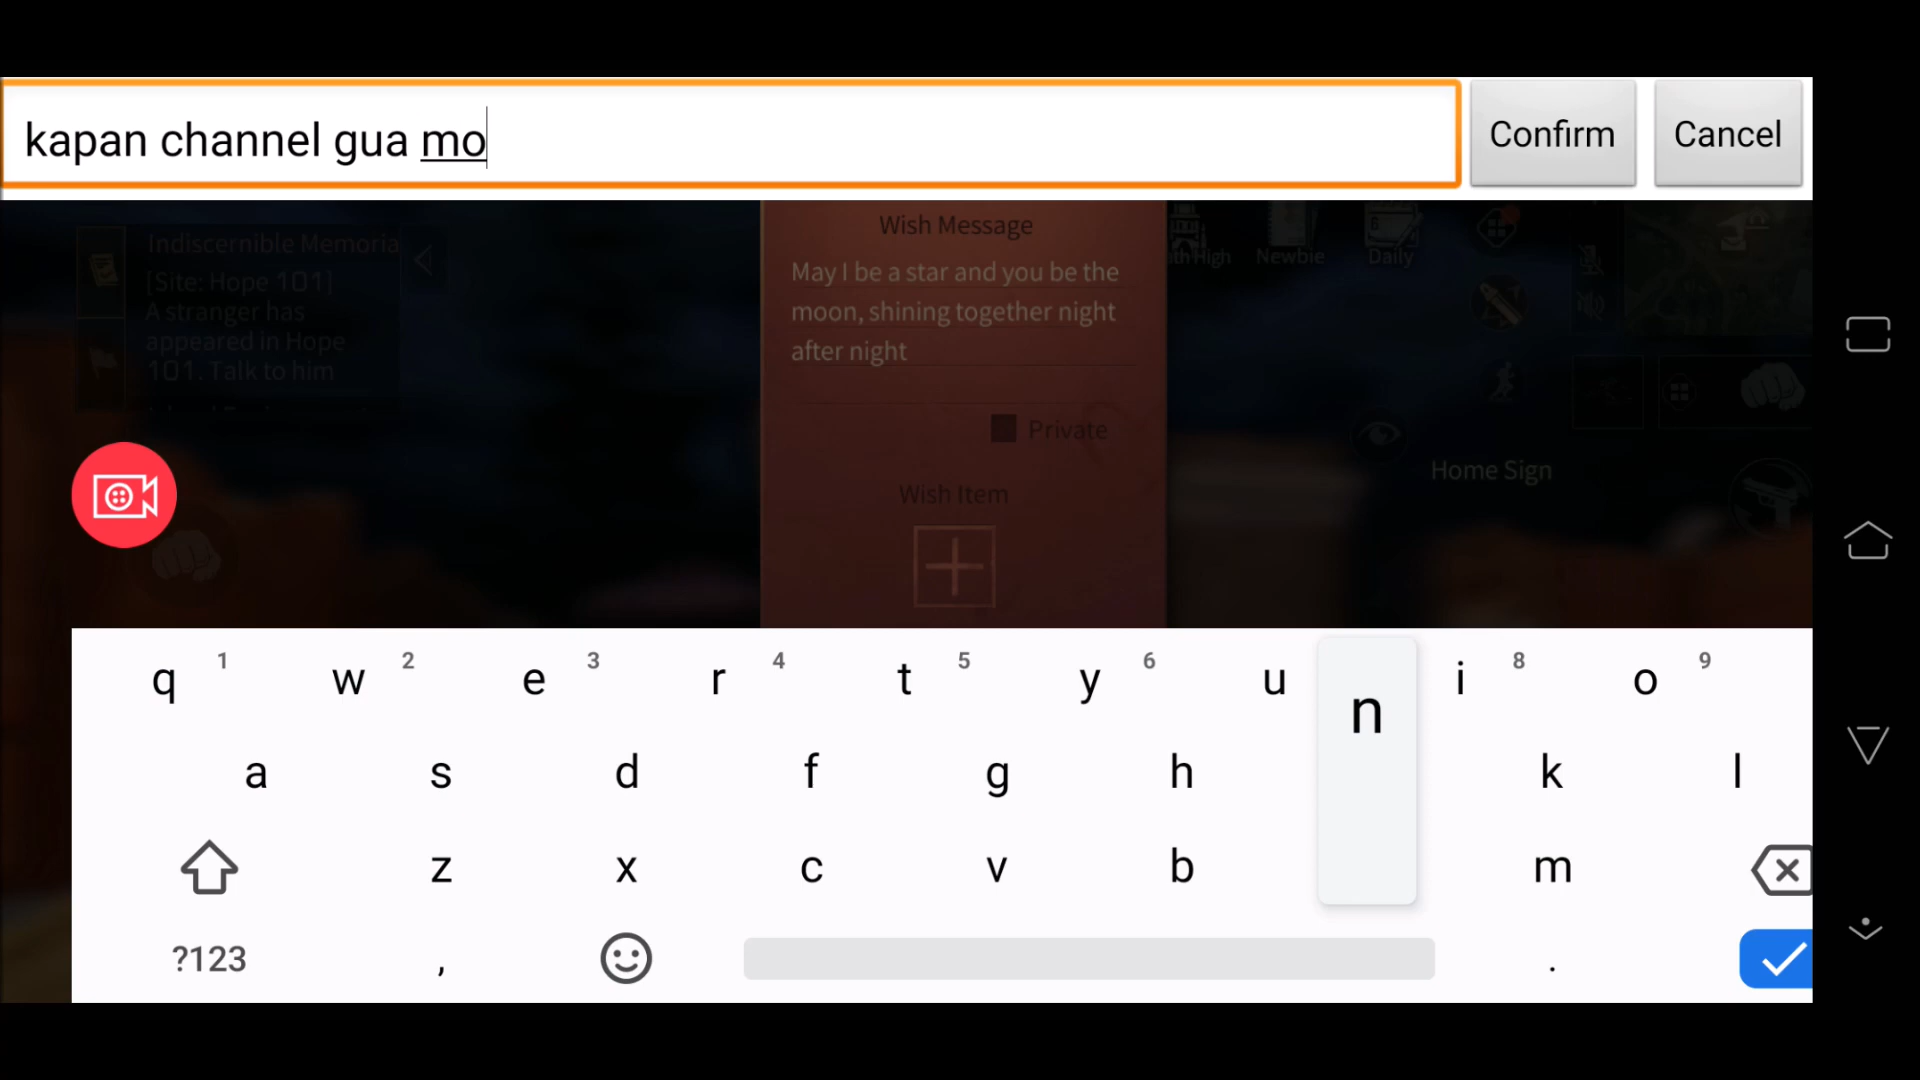 kapan channel gua mo
Confirm
Cancel
Indiscernible Memoria
[Site: Hope 101]
A stranger has
appeared in Hope
101. Talk to him
Wish Message
May I be a star and you be the
moon, shining together night
after night
Private
Wish Item
High
Newbie
6
Daily
Home Sign
q 1 w 2 e 3 r 4 t 5 y 6 u n i 8 o 9
a s d f g h k l
z x c v b m
?123 , .